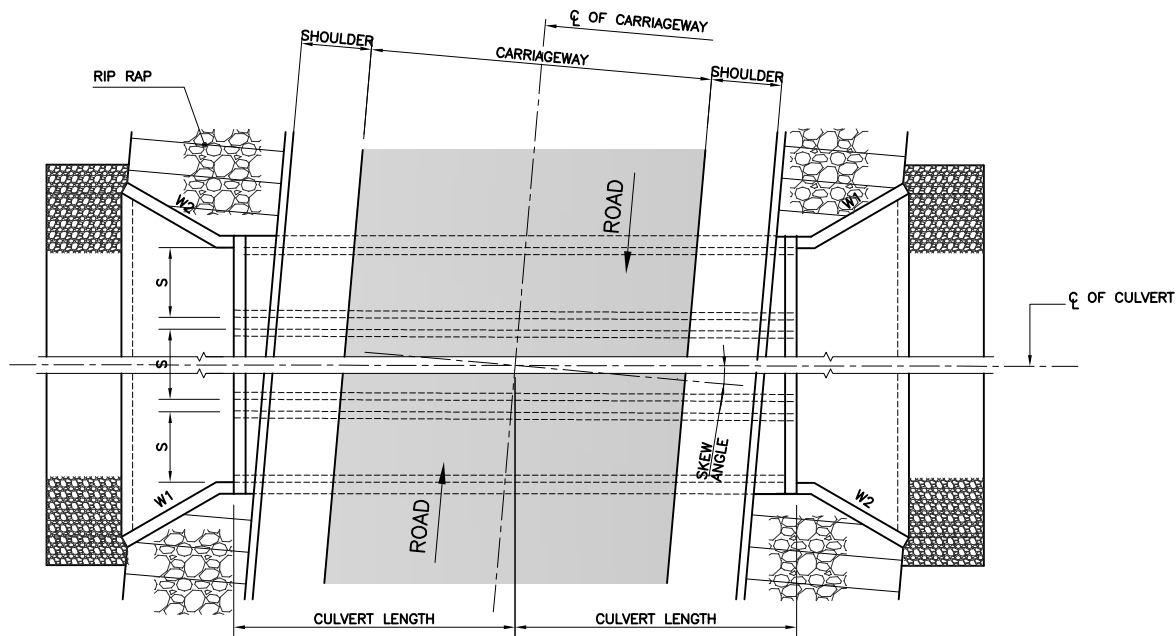 ℄ OF CARRIAGEWAY
SHOULDER
CARRIAGEWAY
SHOULDER
RIP RAP
W2
W1
ROAD
S
℄ OF CULVERT
S
S
SKEW
ANGLE
W1
W2
ROAD
CULVERT LENGTH
CULVERT LENGTH